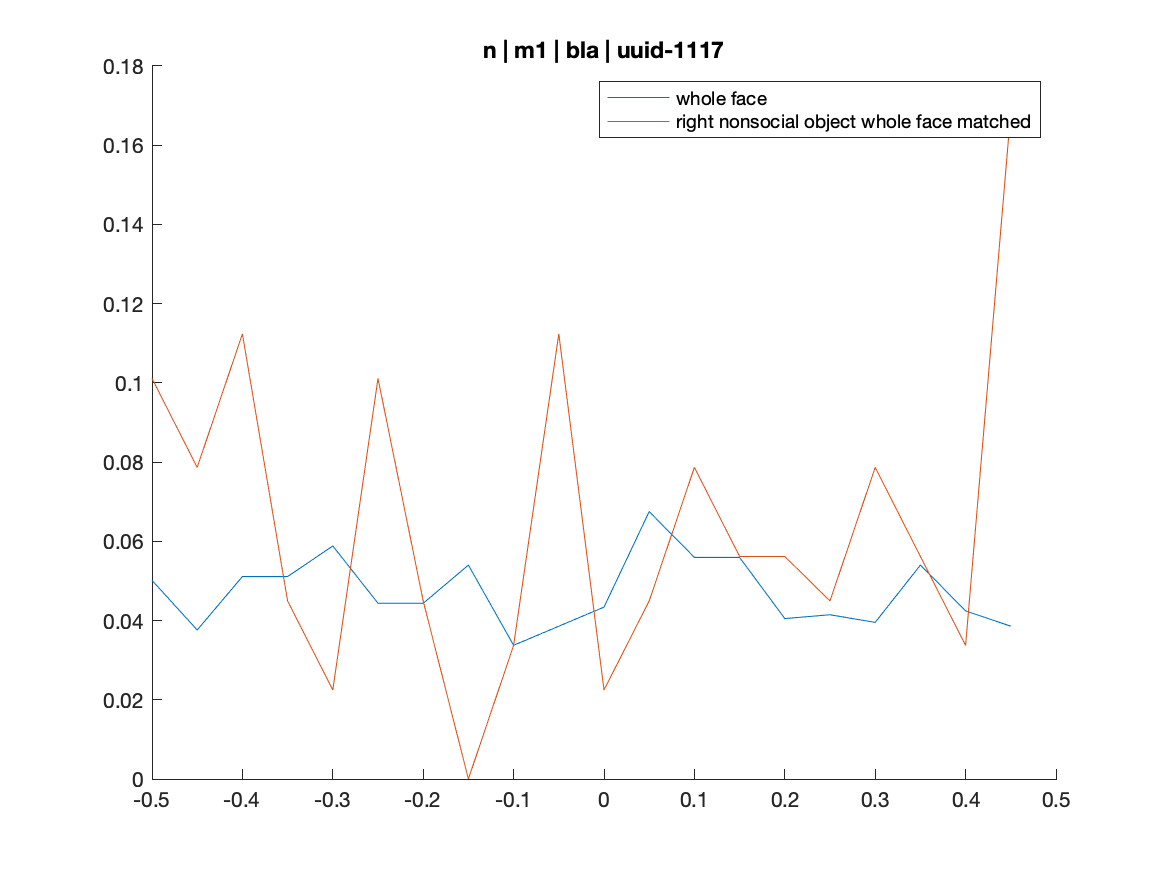 n | m1 | bla | uuid-1117
whole face
right nonsocial object whole face matched
0.18
0.16
0.14
0.12
0.1
0.08
0.06
0.04
0.02
0
-0.5 -0.4 -0.3 -0.2 -0.1 0 0.1 0.2 0.3 0.4 0.5